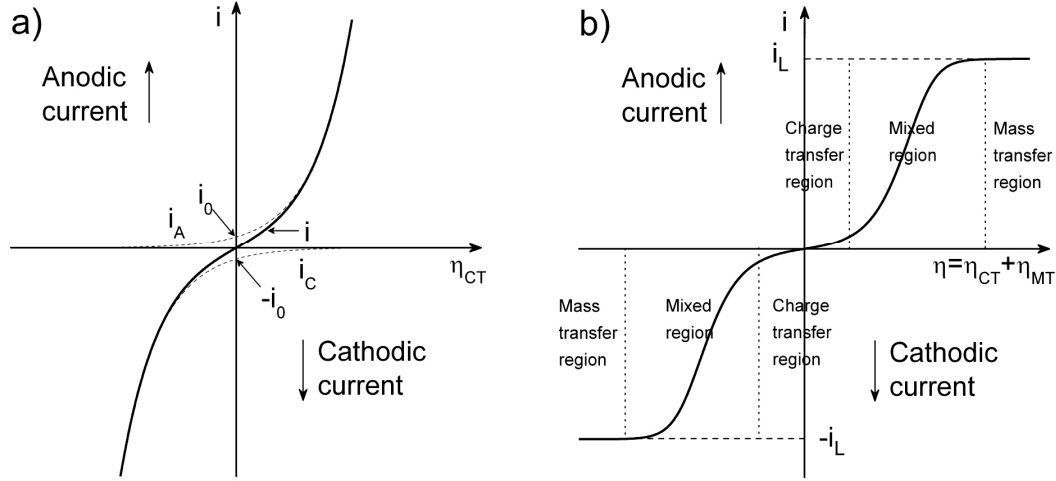 a)
i
Anodic
current
i0
iA
i
ηCT
iC
-i0
Cathodic
current
b)
i
iL
Anodic
current
Charge
transfer
region
Mixed
region
Mass
transfer
region
η=ηCT+ηMT
Mass
transfer
region
Mixed
region
Charge
transfer
region
Cathodic
current
-iL